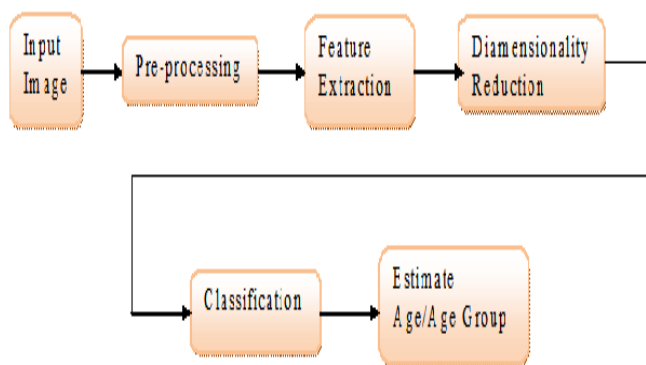 Input
Image
Pre-processing
Feature
Extraction
Diamensionality
Reduction
Classification
Estimate
Age/Age Group